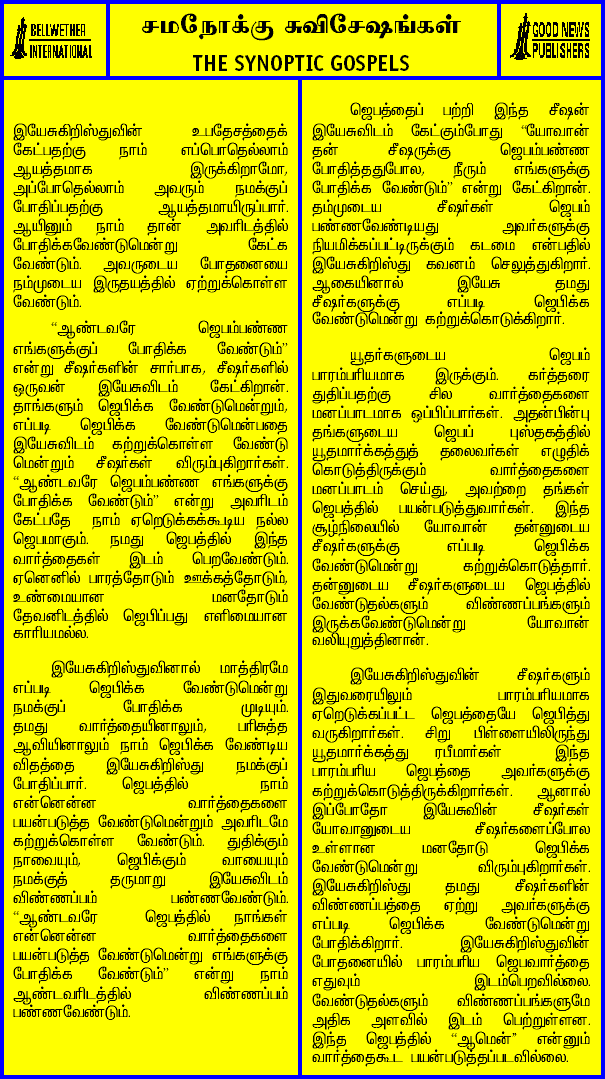 BELLWETHER
INTERNATIONAL
சமநோக்கு சுவிசேஷங்கள்
THE SYNOPTIC GOSPELS
GOOD NEWS
PUBLISHERS
இயேசுகிறிஸ்துவின் உபதேசத்தைக்
கேட்பதற்கு நாம் எப்பொதெல்லாம்
ஆயத்தமாக இருக்கிறாமோ,
அப்போதெல்லாம் அவரும் நமக்குப்
போதிப்பதற்கு ஆயத்தமாயிருப்பார்.
ஆயினும் நாம் தான் அவரிடத்தில்
போதிக்கவேண்டுமென்று கேட்க
வேண்டும். அவருடைய போதனையை
நம்முடைய இருதயத்தில் ஏற்றுக்கொள்ள
வேண்டும்.
“ஆண்டவரே ஜெபம்பண்ண
எங்களுக்குப் போதிக்க வேண்டும்”
என்று சீஷர்களின் சார்பாக, சீஷர்களில்
ஒருவன் இயேசுவிடம் கேட்கிறான்.
தாங்களும் ஜெபிக்க வேண்டுமென்றும்,
எப்படி ஜெபிக்க வேண்டுமென்பதை
இயேசுவிடம் கற்றுக்கொள்ள வேண்டு
மென்றும் சீஷர்கள் விரும்புகிறார்கள்.
“ஆண்டவரே ஜெபம்பண்ண எங்களுக்கு
போதிக்க வேண்டும்” என்று அவரிடம்
கேட்பதே நாம் ஏறெடுக்கக்கூடிய நல்ல
ஜெபமாகும். நமது ஜெபத்தில் இந்த
வார்த்தைகள் இடம் பெறவேண்டும்.
ஏனெனில் பாரத்தோடும் ஊக்கத்தோடும்,
உண்மையான மனதோடும்
தேவனிடத்தில் ஜெபிப்பது எளிமையான
காரியமல்ல.
இயேசுகிறிஸ்துவினால் மாத்திரமே
எப்படி ஜெபிக்க வேண்டுமென்று
நமக்குப் போதிக்க முடியும்.
தமது வார்த்தையினாலும், பரிசுத்த
ஆவியினாலும் நாம் ஜெபிக்க வேண்டிய
விதத்தை இயேசுகிறிஸ்து நமக்குப்
போதிப்பார். ஜெபத்தில் நாம்
என்னென்ன வார்த்தைகளை
பயன்படுத்த வேண்டுமென்றும் அவரிடமே
கற்றுக்கொள்ள வேண்டும். துதிக்கும்
நாவையும், ஜெபிக்கும் வாயையும்
நமக்குத் தருமாறு இயேசுவிடம்
விண்ணப்பம் பண்ணவேண்டும்.
“ஆண்டவரே ஜெபத்தில் நாங்கள்
என்னென்ன வார்த்தைகளை
பயன்படுத்த வேண்டுமென்று எங்களுக்கு
போதிக்க வேண்டும்” என்று நாம்
ஆண்டவரிடத்தில் விண்ணப்பம்
பண்ணவேண்டும்.
ஜெபத்தைப் பற்றி இந்த சீஷன்
இயேசுவிடம் கேட்கும்போது “யோவான்
தன் சீஷருக்கு ஜெபம்பண்ண
போதித்ததுபோல, நீரும் எங்களுக்கு
போதிக்க வேண்டும்” என்று கேட்கிறான்.
தம்முடைய சீஷர்கள் ஜெபம்
பண்ணவேண்டியது அவர்களுக்கு
நியமிக்கப்பட்டிருக்கும் கடமை என்பதில்
இயேசுகிறிஸ்து கவனம் செலுத்துகிறார்.
ஆகையினால் இயேசு தமது
சீஷர்களுக்கு எப்படி ஜெபிக்க
வேண்டுமென்று கற்றுக்கொடுக்கிறார்.
யூதர்களுடைய ஜெபம்
பாரம்பரியமாக இருக்கும். கர்த்தரை
துதிப்பதற்கு சில வார்த்தைகளை
மனப்பாடமாக ஒப்பிப்பார்கள். அதன்பின்பு
தங்களுடைய ஜெபப் புஸ்தகத்தில்
யூதமார்க்கத்துத் தலைவர்கள் எழுதிக்
கொடுத்திருக்கும் வார்த்தைகளை
மனப்பாடம் செய்து, அவற்றை தங்கள்
ஜெபத்தில் பயன்படுத்துவார்கள். இந்த
சூழ்நிலையில் யோவான் தன்னுடைய
சீஷர்களுக்கு எப்படி ஜெபிக்க
வேண்டுமென்று கற்றுக்கொடுத்தார்.
தன்னுடைய சீஷர்களுடைய ஜெபத்தில்
வேண்டுதல்களும் விண்ணப்பங்களும்
இருக்கவேண்டுமென்று யோவான்
வலியுறுத்தினான்.
இயேசுகிறிஸ்துவின் சீஷர்களும்
இதுவரையிலும் பாரம்பரியமாக
ஏறெடுக்கப்பட்ட ஜெபத்தையே ஜெபித்து
வருகிறார்கள். சிறு பிள்ளையிலிருந்து
யூதமார்க்கத்து ரபீமார்கள் இந்த
பாரம்பரிய ஜெபத்தை அவர்களுக்கு
கற்றுக்கொடுத்திருக்கிறார்கள். ஆனால்
இப்போதோ இயேசுவின் சீஷர்கள்
யோவானுடைய சீஷர்களைப்போல
உள்ளான மனதோடு ஜெபிக்க
வேண்டுமென்று விரும்புகிறார்கள்.
இயேசுகிறிஸ்து தமது சீஷர்களின்
விண்ணப்பத்தை ஏற்று அவர்களுக்கு
எப்படி ஜெபிக்க வேண்டுமென்று
போதிக்கிறார். இயேசுகிறிஸ்துவின்
போதனையில் பாரம்பரிய ஜெபவார்த்தை
எதுவும் இடம்பெறவில்லை.
வேண்டுதல்களும் விண்ணப்பங்களுமே
அதிக அளவில் இடம் பெற்றுள்ளன.
இந்த ஜெபத்தில் “ஆமென்” என்னும்
வார்த்தைகூட பயன்படுத்தப்படவில்லை.